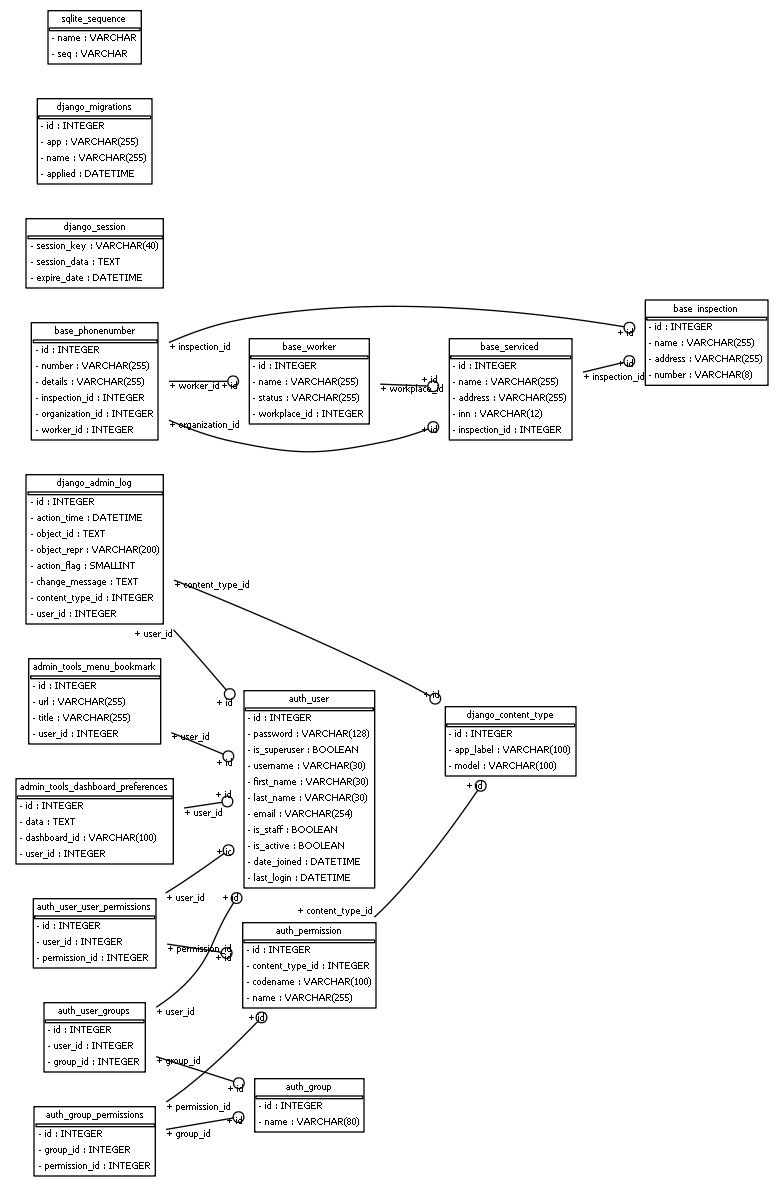 sqlite_sequence
- name : VARCHAR
- seq : VARCHAR
django_migrations
- id : INTEGER
- app : VARCHAR(255)
- name : VARCHAR(255)
- applied : DATETIME
django_session
- session_key : VARCHAR(40)
- session_data : TEXT
- expire_date : DATETIME
base_phonenumber
- id : INTEGER
- number : VARCHAR(255)
- details : VARCHAR(255)
- inspection_id : INTEGER
- organization_id : INTEGER
- worker_id : INTEGER
+ inspection_id
+ id
+ worker_id
+ id
+ organization_id
+ id
base_worker
- id : INTEGER
- name : VARCHAR(255)
- status : VARCHAR(255)
- workplace_id : INTEGER
+ id
+ workplace_id
base_serviced
- id : INTEGER
- name : VARCHAR(255)
- address : VARCHAR(255)
- inn : VARCHAR(12)
- inspection_id : INTEGER
+ id
+ inspection_id
base_inspection
- id : INTEGER
- name : VARCHAR(255)
- address : VARCHAR(255)
- number : VARCHAR(8)
django_admin_log
- id : INTEGER
- action_time : DATETIME
- object_id : TEXT
- object_repr : VARCHAR(200)
- action_flag : SMALLINT
- change_message : TEXT
- content_type_id : INTEGER
- user_id : INTEGER
+ content_type_id
+ id
+ user_id
+ id
admin_tools_menu_bookmark
- id : INTEGER
- url : VARCHAR(255)
- title : VARCHAR(255)
- user_id : INTEGER
+ user_id
+ id
admin_tools_dashboard_preferences
- id : INTEGER
- data : TEXT
- dashboard_id : VARCHAR(100)
- user_id : INTEGER
+ id
+ user_id
auth_user
- id : INTEGER
- password : VARCHAR(128)
- is_superuser : BOOLEAN
- username : VARCHAR(30)
- first_name : VARCHAR(30)
- last_name : VARCHAR(30)
- email : VARCHAR(254)
- is_staff : BOOLEAN
- is_active : BOOLEAN
- date_joined : DATETIME
- last_login : DATETIME
django_content_type
- id : INTEGER
- app_label : VARCHAR(100)
- model : VARCHAR(100)
+ id
+ content_type_id
auth_user_user_permissions
- id : INTEGER
- user_id : INTEGER
- permission_id : INTEGER
+ id
+ user_id
+ permission_id
+ id
auth_permission
- id : INTEGER
- content_type_id : INTEGER
- codename : VARCHAR(100)
- name : VARCHAR(255)
auth_user_groups
- id : INTEGER
- user_id : INTEGER
- group_id : INTEGER
+ id
+ user_id
+ group_id
+ id
auth_group_permissions
- id : INTEGER
- group_id : INTEGER
- permission_id : INTEGER
+ id
+ permission_id
+ id
+ group_id
auth_group
- id : INTEGER
- name : VARCHAR(80)